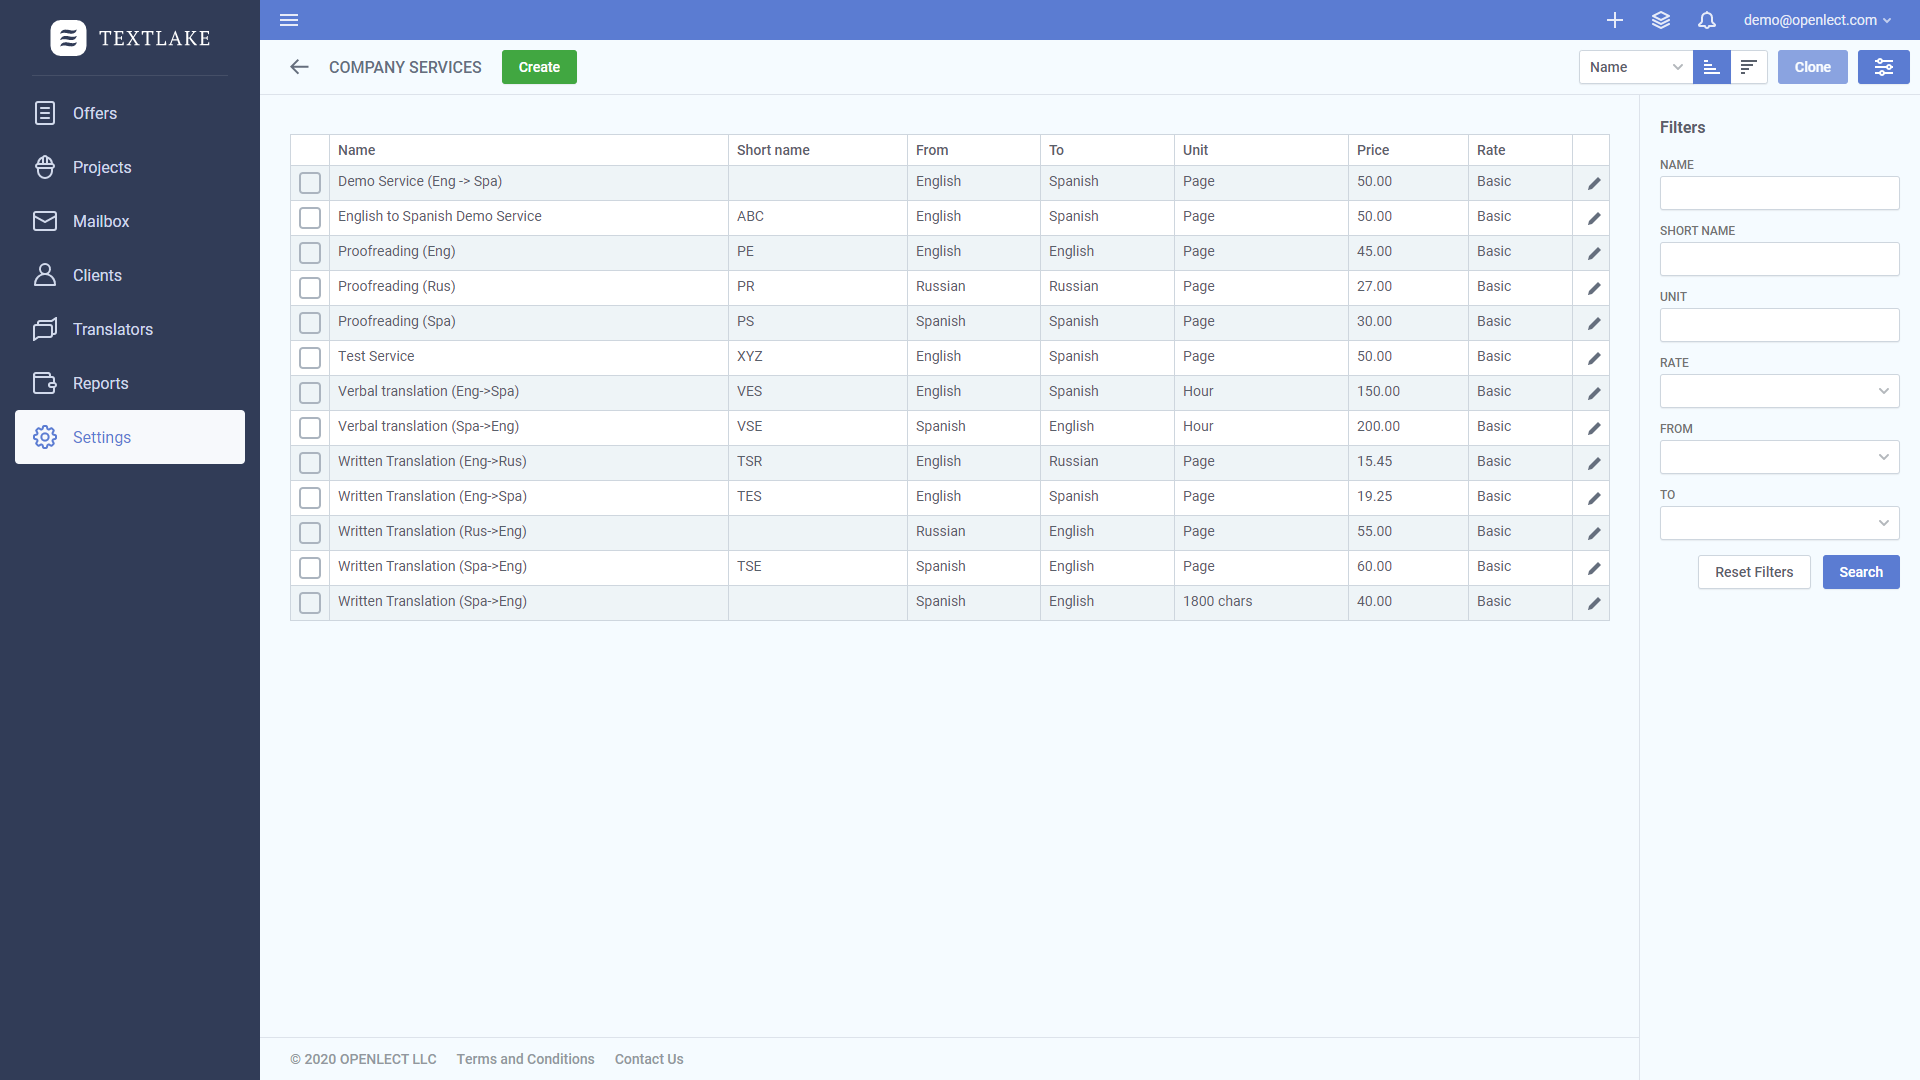 TEXTLAKE
demo@openlect.com
COMPANY SERVICES
Create
Name
Clone
Offers
Projects
Mailbox
Clients
Translators
Reports
Settings
Name Short name From To Unit Price Rate
Demo Service (Eng -> Spa) English Spanish Page 50.00 Basic
English to Spanish Demo Service ABC English Spanish Page 50.00 Basic
Proofreading (Eng) PE English English Page 45.00 Basic
Proofreading (Rus) PR Russian Russian Page 27.00 Basic
Proofreading (Spa) PS Spanish Spanish Page 30.00 Basic
Test Service XYZ English Spanish Page 50.00 Basic
Verbal translation (Eng->Spa) VES English Spanish Hour 150.00 Basic
Verbal translation (Spa->Eng) VSE Spanish English Hour 200.00 Basic
Written Translation (Eng->Rus) TSR English Russian Page 15.45 Basic
Written Translation (Eng->Spa) TES English Spanish Page 19.25 Basic
Written Translation (Rus->Eng) Russian English Page 55.00 Basic
Written Translation (Spa->Eng) TSE Spanish English Page 60.00 Basic
Written Translation (Spa->Eng) Spanish English 1800 chars 40.00 Basic
Filters
NAME
SHORT NAME
UNIT
RATE
FROM
TO
Reset Filters Search
© 2020 OPENLECT LLC Terms and Conditions Contact Us